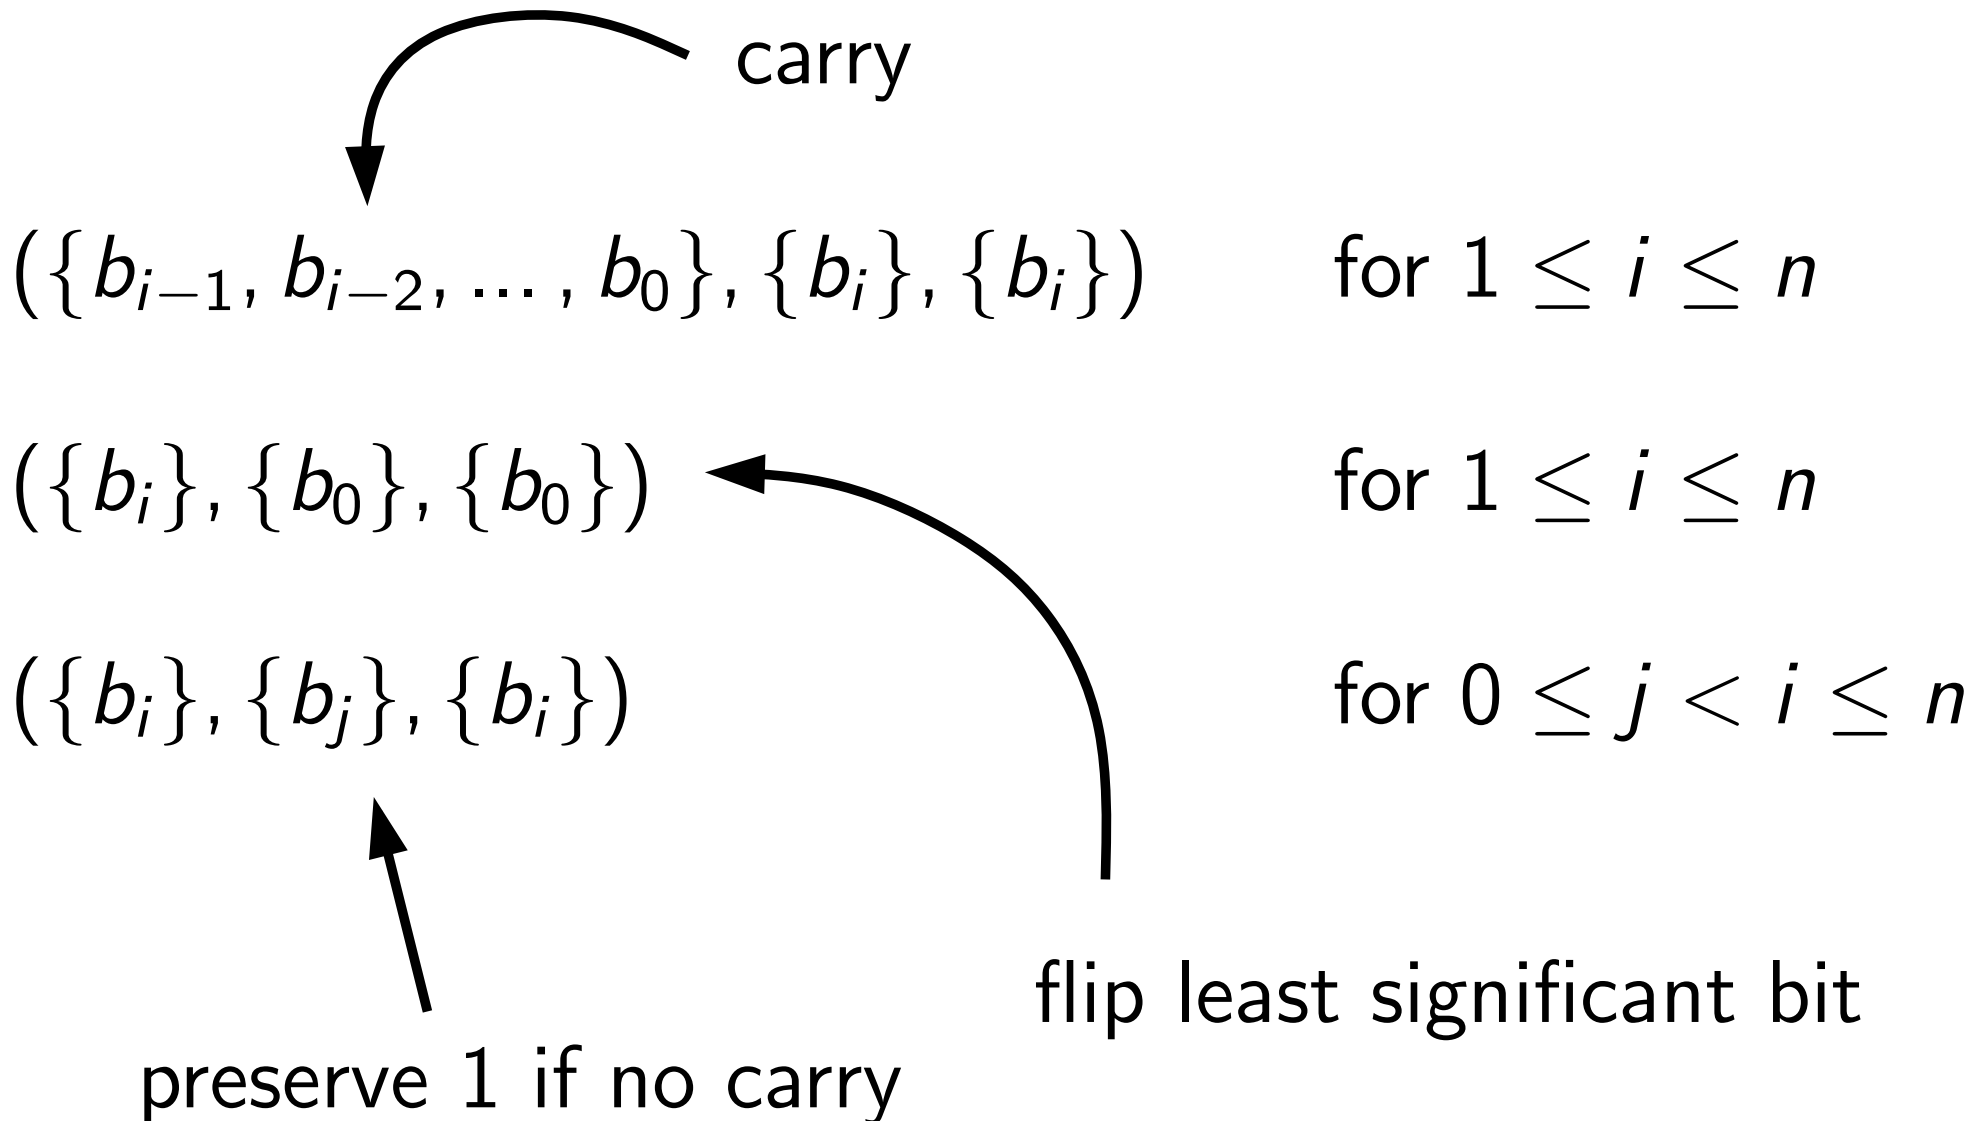 carry
({b_{i−1}, b_{i−2}, ... , b_0}, {b_i}, {b_i}) for 1 ≤ i ≤ n
({b_i}, {b_0}, {b_0}) for 1 ≤ i ≤ n
({b_i}, {b_j}, {b_i}) for 0 ≤ j < i ≤ n
flip least significant bit
preserve 1 if no carry